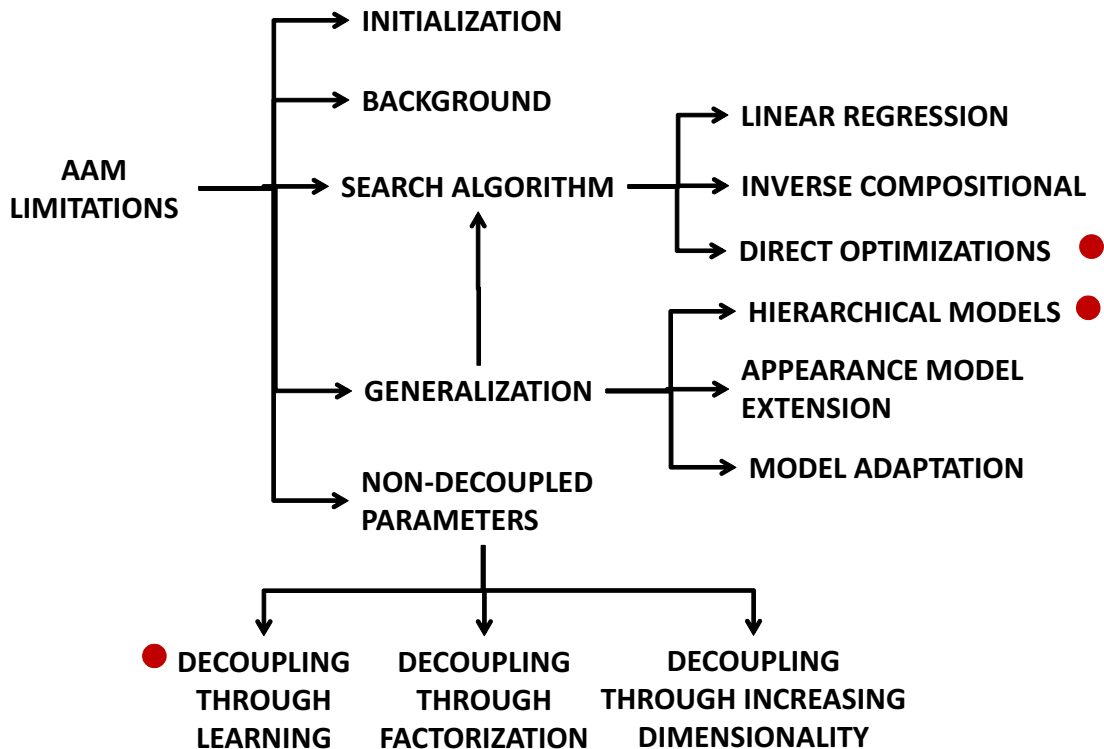 INITIALIZATION
BACKGROUND
AAM
LIMITATIONS
SEARCH ALGORITHM
LINEAR REGRESSION
INVERSE COMPOSITIONAL
DIRECT OPTIMIZATIONS
GENERALIZATION
HIERARCHICAL MODELS
APPEARANCE MODEL
EXTENSION
MODEL ADAPTATION
NON-DECOUPLED
PARAMETERS
DECOUPLING
THROUGH
LEARNING
DECOUPLING
THROUGH
FACTORIZATION
DECOUPLING
THROUGH INCREASING
DIMENSIONALITY